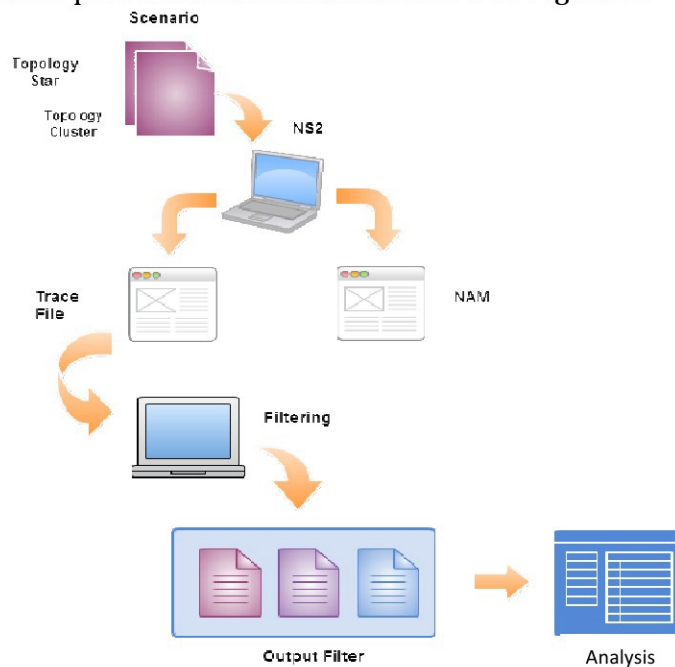 Scenario
Topology
Star
Topology
Cluster
NS2
Trace
File
NAM
Filtering
Output Filter
Analysis